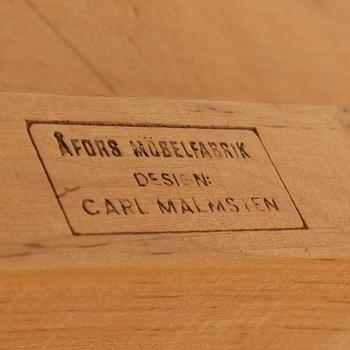 ÅFORS MÖBELFABRIK
DESIGN:
CARL MALMSTEN